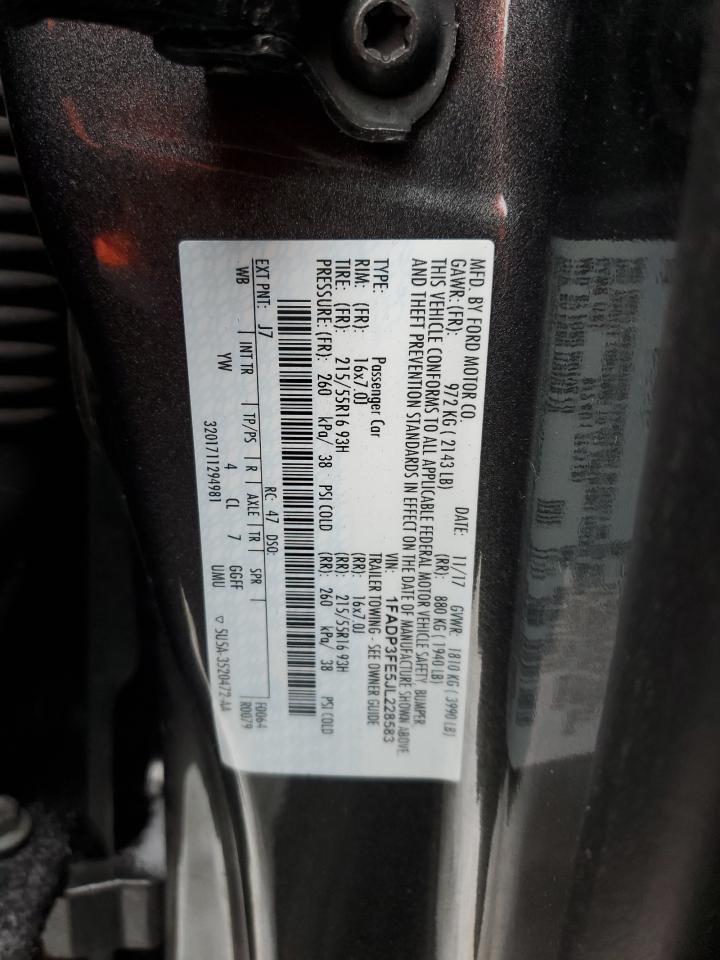 MFD. BY FORD MOTOR CO. DATE: 11/17 GVWR: 1810 KG ( 3990 LB)
GAWR: (FR): 972 KG ( 2143 LB) (RR): 880 KG ( 1940 LB)
THIS VEHICLE CONFORMS TO ALL APPLICABLE FEDERAL MOTOR VEHICLE SAFETY, BUMPER
AND THEFT PREVENTION STANDARDS IN EFFECT ON THE DATE OF MANUFACTURE SHOWN ABOVE
VIN: 1FADP3FE5JL228583
TYPE: Passenger Car TRAILER TOWING - SEE OWNER GUIDE
RIM: (FR): 16x7.0J (RR): 16x7.0J
TIRE: (FR): 215/55R16 93H (RR): 215/55R16 93H
PRESSURE: (FR): 260 kPa/ 38 PSI COLD (RR): 260 kPa/ 38 PSI COLD
EXT PNT: J7 RC: 47 DSO: F0064
R0079
WB INT TR TP/PS R AXLE TR SPR
YW 4 CL 7 GGFF
UMU
3201711294981 ▽ SU5A-3520472-AA